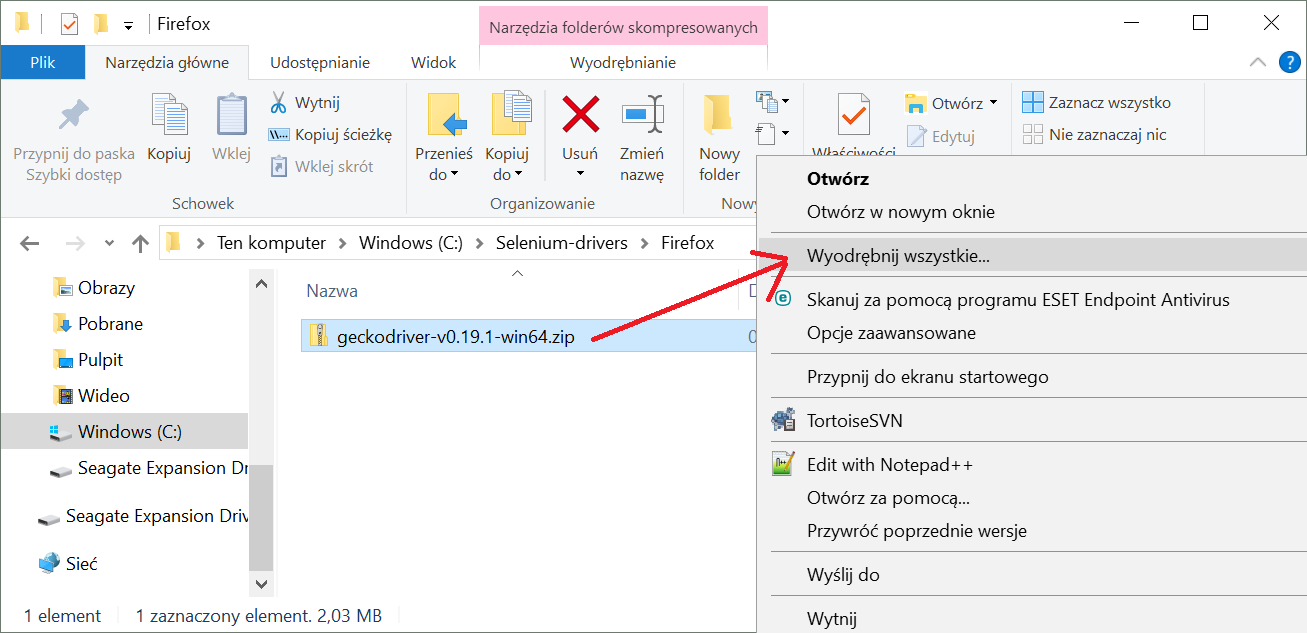 Firefox
Narzędzia folderów skompresowanych
Plik
Narzędzia główne
Udostępnianie
Widok
Wyodrębnianie
?
Przypnij do paska
Szybki dostęp
Kopiuj
Wklej
Wytnij
Kopiuj ścieżkę
Wklej skrót
Schowek
Przenieś
do
Kopiuj
do
Usuń
Zmień
nazwę
Organizowanie
Nowy
folder
Właściwości
Otwórz
Edytuj
Zaznacz wszystko
Nie zaznaczaj nic
Ten komputer
Windows (C:)
Selenium-drivers
Firefox
Obrazy
Pobrane
Pulpit
Wideo
Windows (C:)
Seagate Expansion Dr
Seagate Expansion Driv
Sieć
Nazwa
geckodriver-v0.19.1-win64.zip
Otwórz
Otwórz w nowym oknie
Wyodrębnij wszystkie...
Skanuj za pomocą programu ESET Endpoint Antivirus
Opcje zaawansowane
Przypnij do ekranu startowego
TortoiseSVN
Edit with Notepad++
Otwórz za pomocą...
Przywróć poprzednie wersje
Wyślij do
Wytnij
1 element
1 zaznaczony element. 2,03 MB